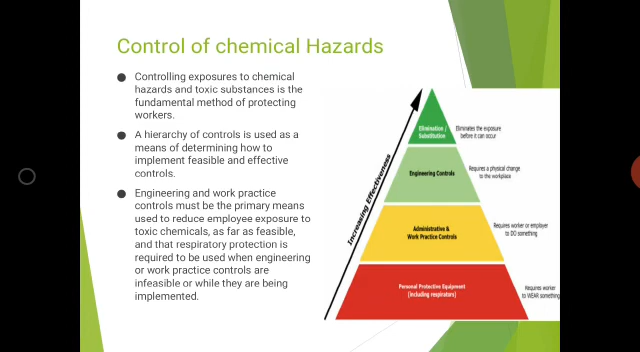 Control of chemical Hazards
Controlling exposures to chemical
hazards and toxic substances is the
fundamental method of protecting
workers.
A hierarchy of controls is used as a
means of determining how to
implement feasible and effective
controls.
Engineering and work practice
controls must be the primary means
used to reduce employee exposure to
toxic chemicals, as far as feasible,
and that respiratory protection is
required to be used when engineering
or work practice controls are
infeasible or while they are being
implemented.
Increasing Effectiveness
Elimination /
Substitution
Eliminates the exposure
before it can occur
Engineering Controls
Requires a physical change
to the workplace
Administrative &
Work Practice Controls
Requires worker or employer
to DO something
Personal Protective Equipment
(including respirators)
Requires worker
to WEAR something